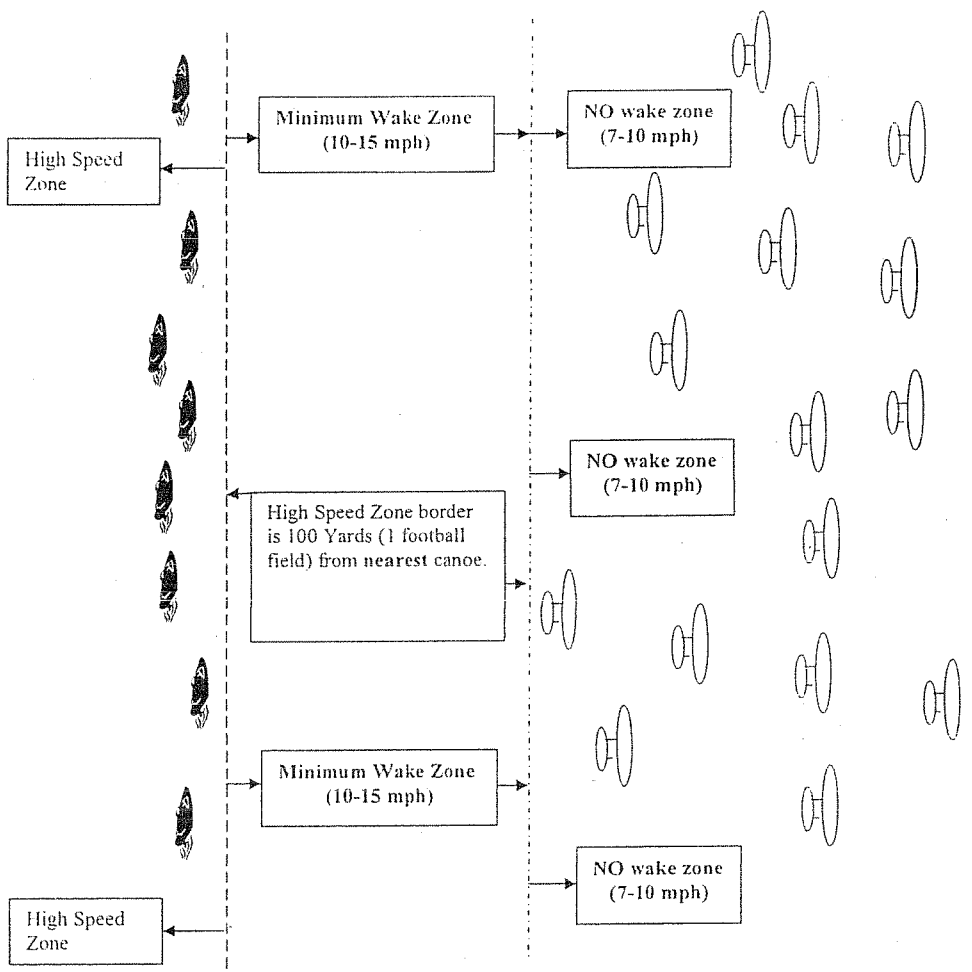 Minimum Wake Zone
(10-15 mph)
NO wake zone
(7-10 mph)
High Speed
Zone
NO wake zone
(7-10 mph)
High Speed Zone border
is 100 Yards (1 football
field) from nearest canoe.
Minimum Wake Zone
(10-15 mph)
NO wake zone
(7-10 mph)
High Speed
Zone